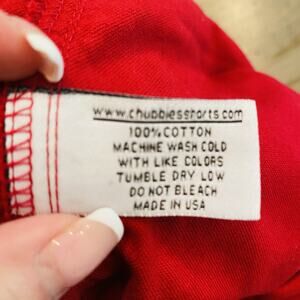 www.chubbiesshorts.com
100% COTTON
MACHINE WASH COLD
WITH LIKE COLORS
TUMBLE DRY LOW
DO NOT BLEACH
MADE IN USA